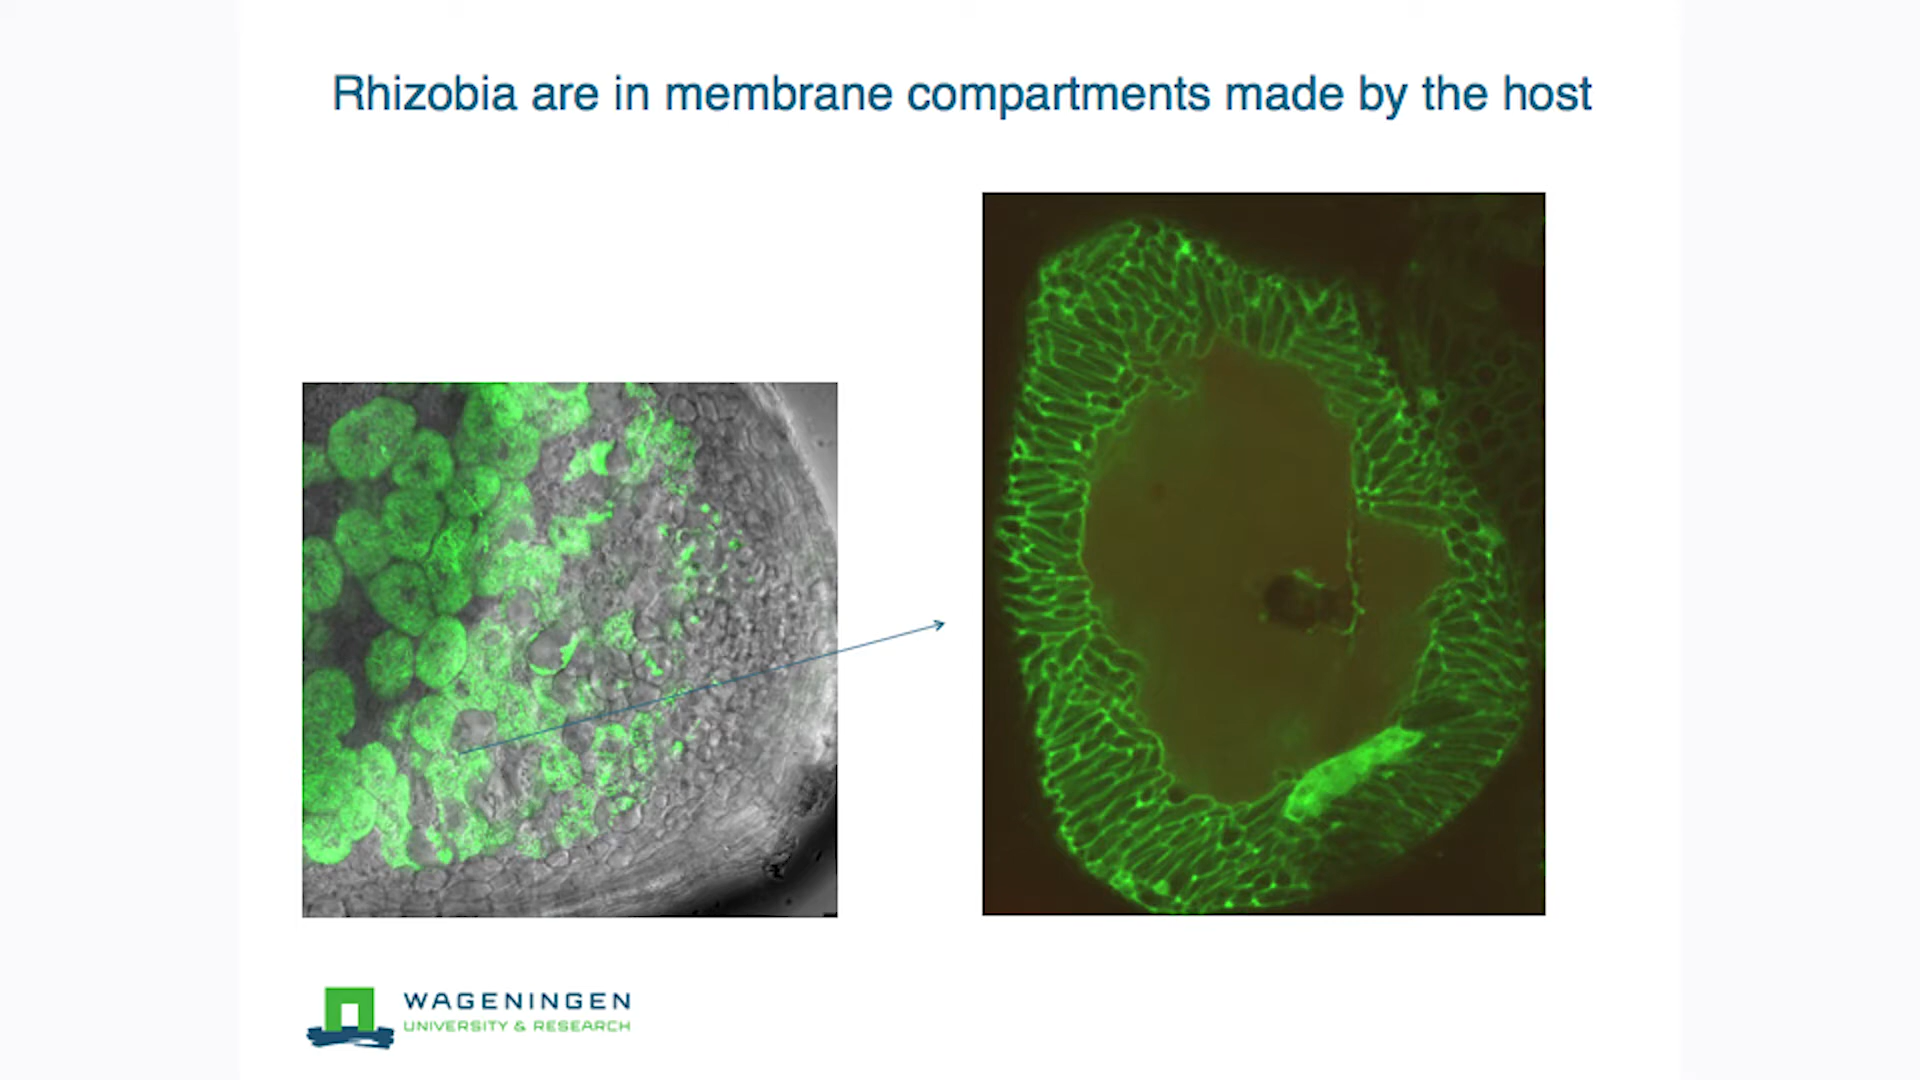 Rhizobia are in membrane compartments made by the host
WAGENINGEN
UNIVERSITY & RESEARCH